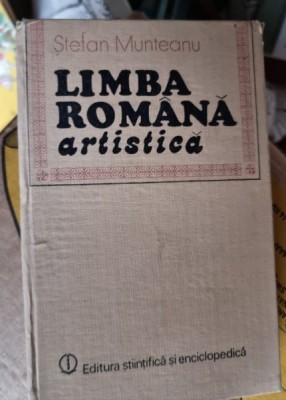 Ștefan Munteanu
LIMBA
ROMÂNĂ
artistică
Editura științifică și enciclopedică